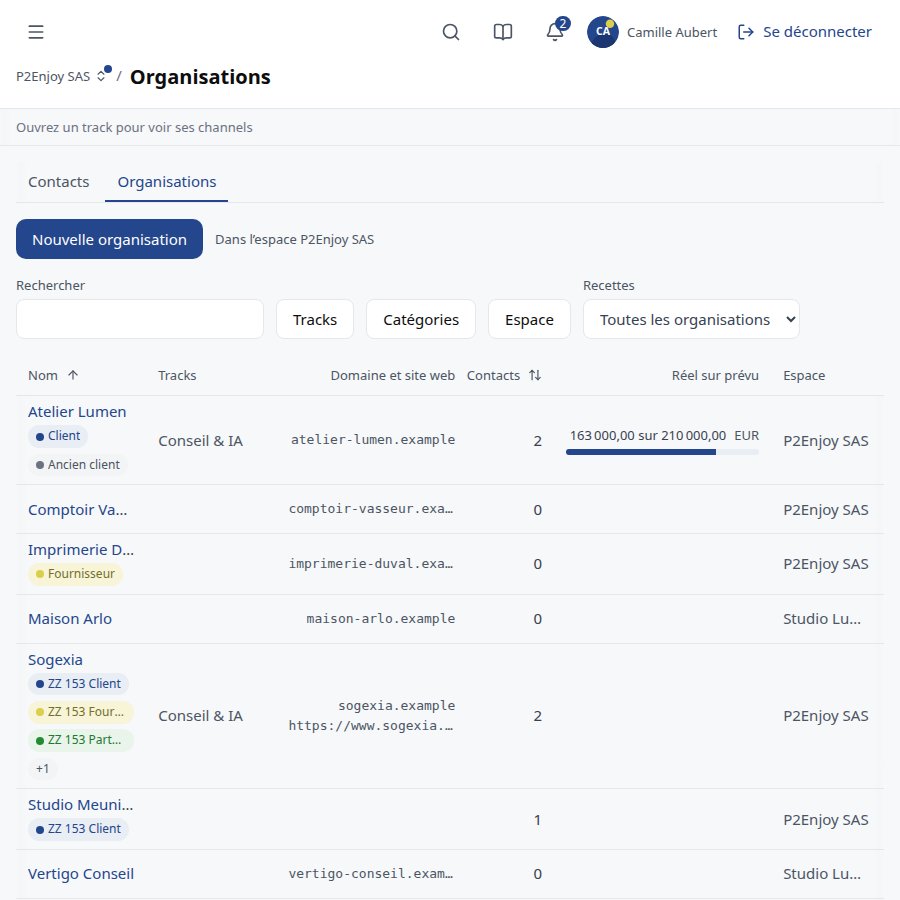 2
CA
Camille Aubert
Se déconnecter
P2Enjoy SAS / Organisations
Ouvrez un track pour voir ses channels
Contacts Organisations
Nouvelle organisation Dans l'espace P2Enjoy SAS
Rechercher Recettes
Tracks Catégories Espace Toutes les organisations
Nom Tracks Domaine et site web Contacts Réel sur prévu Espace
Atelier Lumen
Client
Ancien client
Conseil & IA atelier-lumen.example 2 163 000,00 sur 210 000,00 EUR P2Enjoy SAS
Comptoir Va... comptoir-vasseur.exa… 0 P2Enjoy SAS
Imprimerie D...
Fournisseur
imprimerie-duval.exa… 0 P2Enjoy SAS
Maison Arlo maison-arlo.example 0 Studio Lu...
Sogexia
ZZ 153 Client
ZZ 153 Four...
ZZ 153 Part...
+1
Conseil & IA sogexia.example
https://www.sogexia.… 2 P2Enjoy SAS
Studio Meuni...
ZZ 153 Client
1 P2Enjoy SAS
Vertigo Conseil vertigo-conseil.exam… 0 Studio Lu...